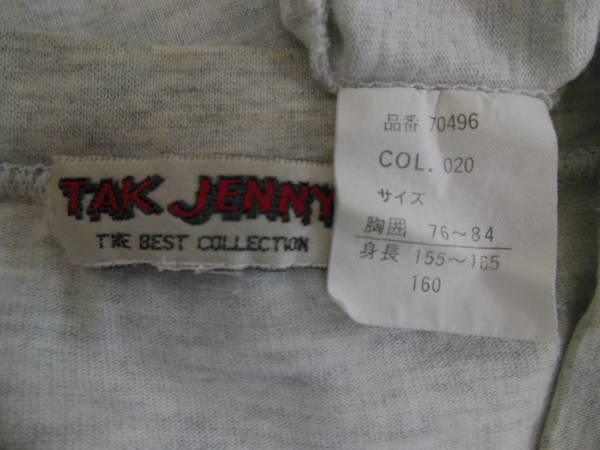 TAK JENNY
THE BEST COLLECTION
品番 70496
COL. 020
サイズ
胸囲 76～84
身長 155～165
160